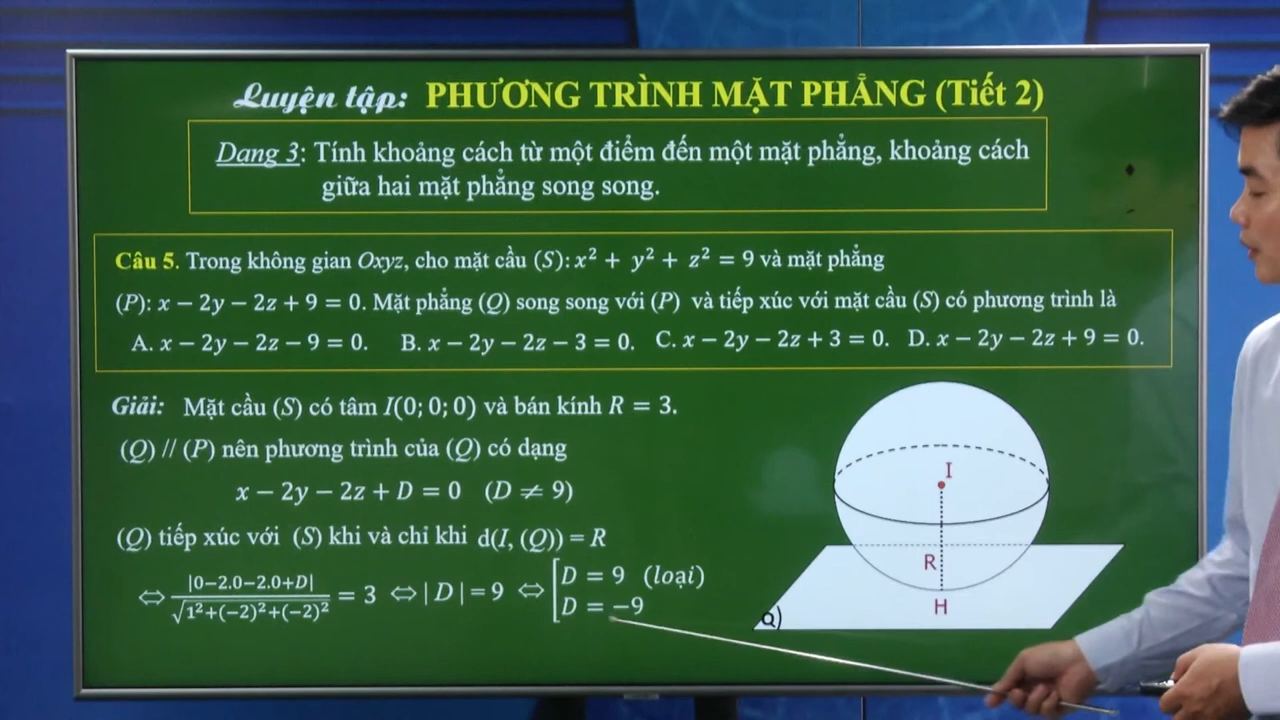 Luyện tập: PHƯƠNG TRÌNH MẶT PHẲNG (Tiết 2)
Dạng 3: Tính khoảng cách từ một điểm đến một mặt phẳng, khoảng cách
giữa hai mặt phẳng song song.
Câu 5. Trong không gian Oxyz, cho mặt cầu (S): x² + y² + z² = 9 và mặt phẳng
(P): x − 2y − 2z + 9 = 0. Mặt phẳng (Q) song song với (P) và tiếp xúc với mặt cầu (S) có phương trình là
A. x − 2y − 2z − 9 = 0. B. x − 2y − 2z − 3 = 0. C. x − 2y − 2z + 3 = 0. D. x − 2y − 2z + 9 = 0.
Giải: Mặt cầu (S) có tâm I(0; 0; 0) và bán kính R = 3.
(Q) // (P) nên phương trình của (Q) có dạng
x − 2y − 2z + D = 0 (D ≠ 9)
(Q) tiếp xúc với (S) khi và chỉ khi d(I, (Q)) = R
⇔ |0−2.0−2.0+D| / √1²+(−2)²+(−2)² = 3 ⇔ | D | = 9 ⇔ [ D = 9 (loại)
D = −9
I
R
H
Q)